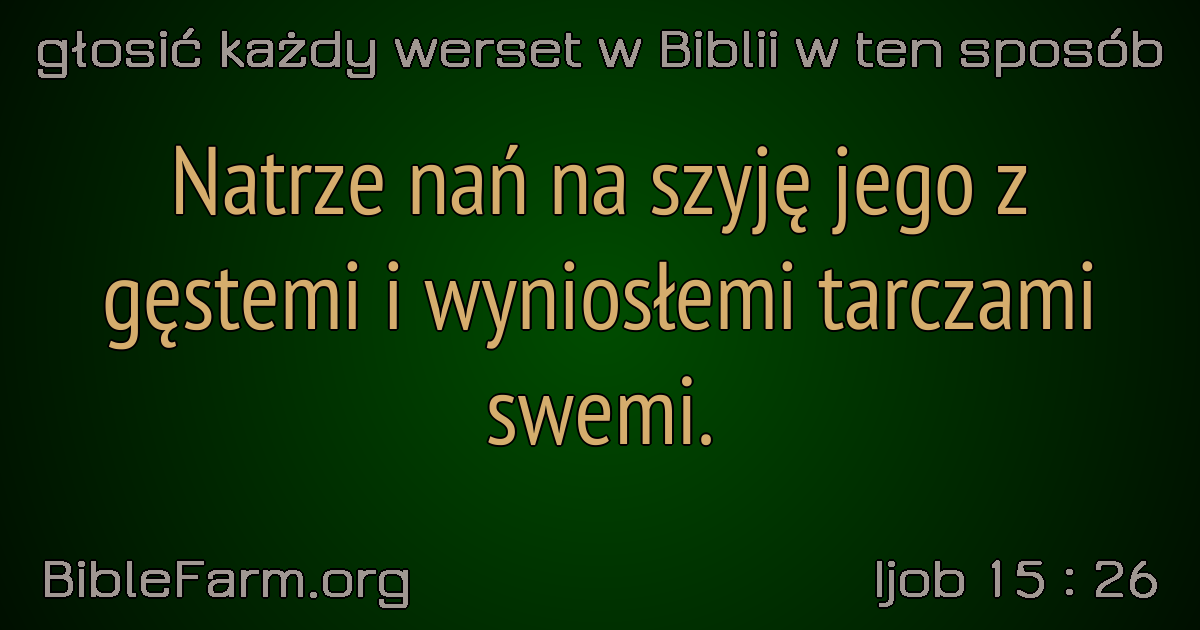 głosić każdy werset w Biblii w ten sposób
Natrze nań na szyję jego z
gęstemi i wyniosłemi tarczami
swemi.
BibleFarm.org
Ijob 15 : 26